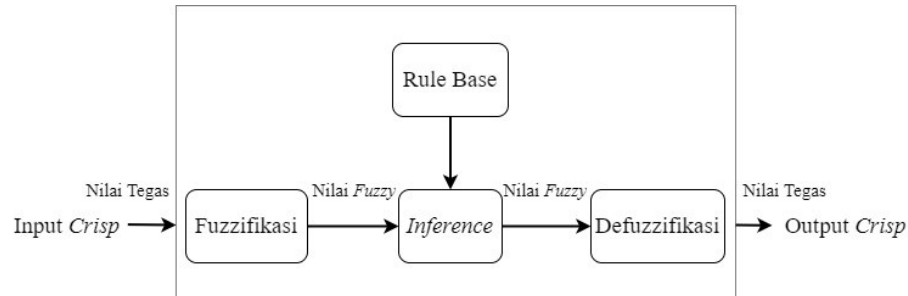 Rule Base
Nilai Tegas
Nilai Fuzzy
Nilai Fuzzy
Nilai Tegas
Input Crisp
Fuzzifikasi
Inference
Defuzzifikasi
Output Crisp